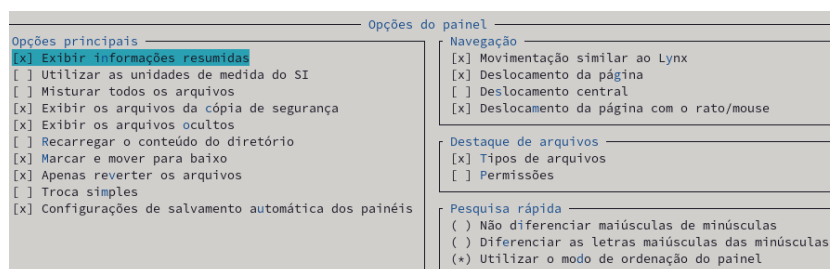 Opções do painel
Opções principais
[x] Exibir informações resumidas
[ ] Utilizar as unidades de medida do SI
[ ] Misturar todos os arquivos
[x] Exibir os arquivos da cópia de segurança
[x] Exibir os arquivos ocultos
[ ] Recarregar o conteúdo do diretório
[x] Marcar e mover para baixo
[x] Apenas reverter os arquivos
[ ] Troca simples
[x] Configurações de salvamento automática dos painéis
Navegação
[x] Movimentação similar ao Lynx
[x] Deslocamento da página
[ ] Deslocamento central
[x] Deslocamento da página com o rato/mouse
Destaque de arquivos
[x] Tipos de arquivos
[ ] Permissões
Pesquisa rápida
( ) Não diferenciar maiúsculas de minúsculas
( ) Diferenciar as letras maiúsculas das minúsculas
(*) Utilizar o modo de ordenação do painel